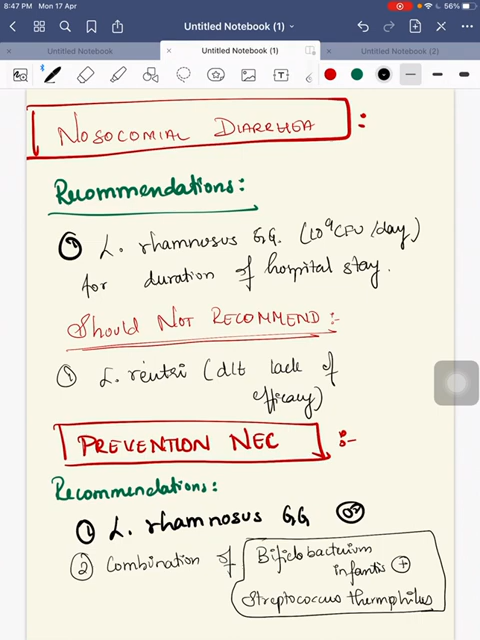 8:47 PM Mon 17 Apr 56%
Untitled Notebook (1)
Untitled Notebook
Untitled Notebook (1)
Untitled Notebook (2)
NOSOCOMIAL DIARRHEA :
Recommendations:
① L. rhamnosus GG. (10⁹ CFU/day)
for duration of hospital stay.
Should NOT RECOMMEND :-
① L. reuteri (d/t lack of
efficacy)
PREVENTION NEC :-
Recommendations:
① L. rhamnosus GG or
② Combination of Bifidobacterium
infantis +
Streptococcus thermphilus